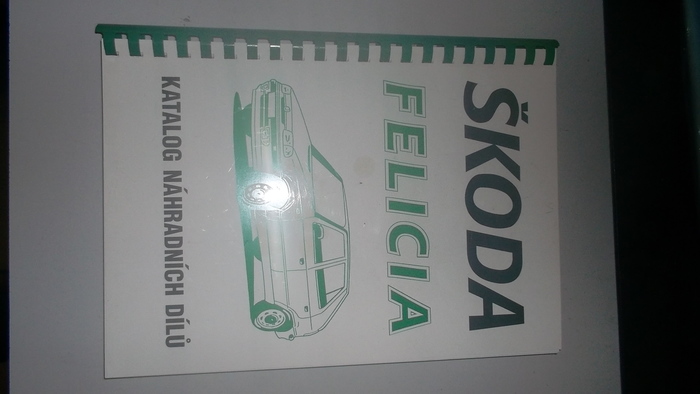 ŠKODA
FELICIA
KATALOG NÁHRADNÍCH DÍLŮ